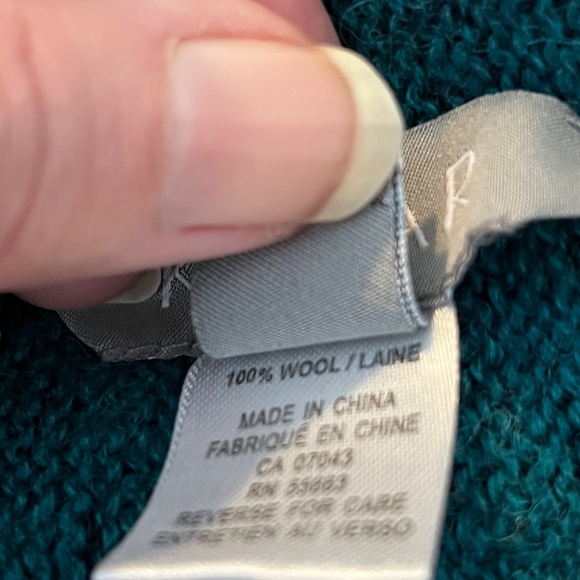 R
100% WOOL / LAINE
MADE IN CHINA
FABRIQUÉ EN CHINE
CA 07043
RN 53663
REVERSE FOR CARE
ENTRETIEN AU VERSO